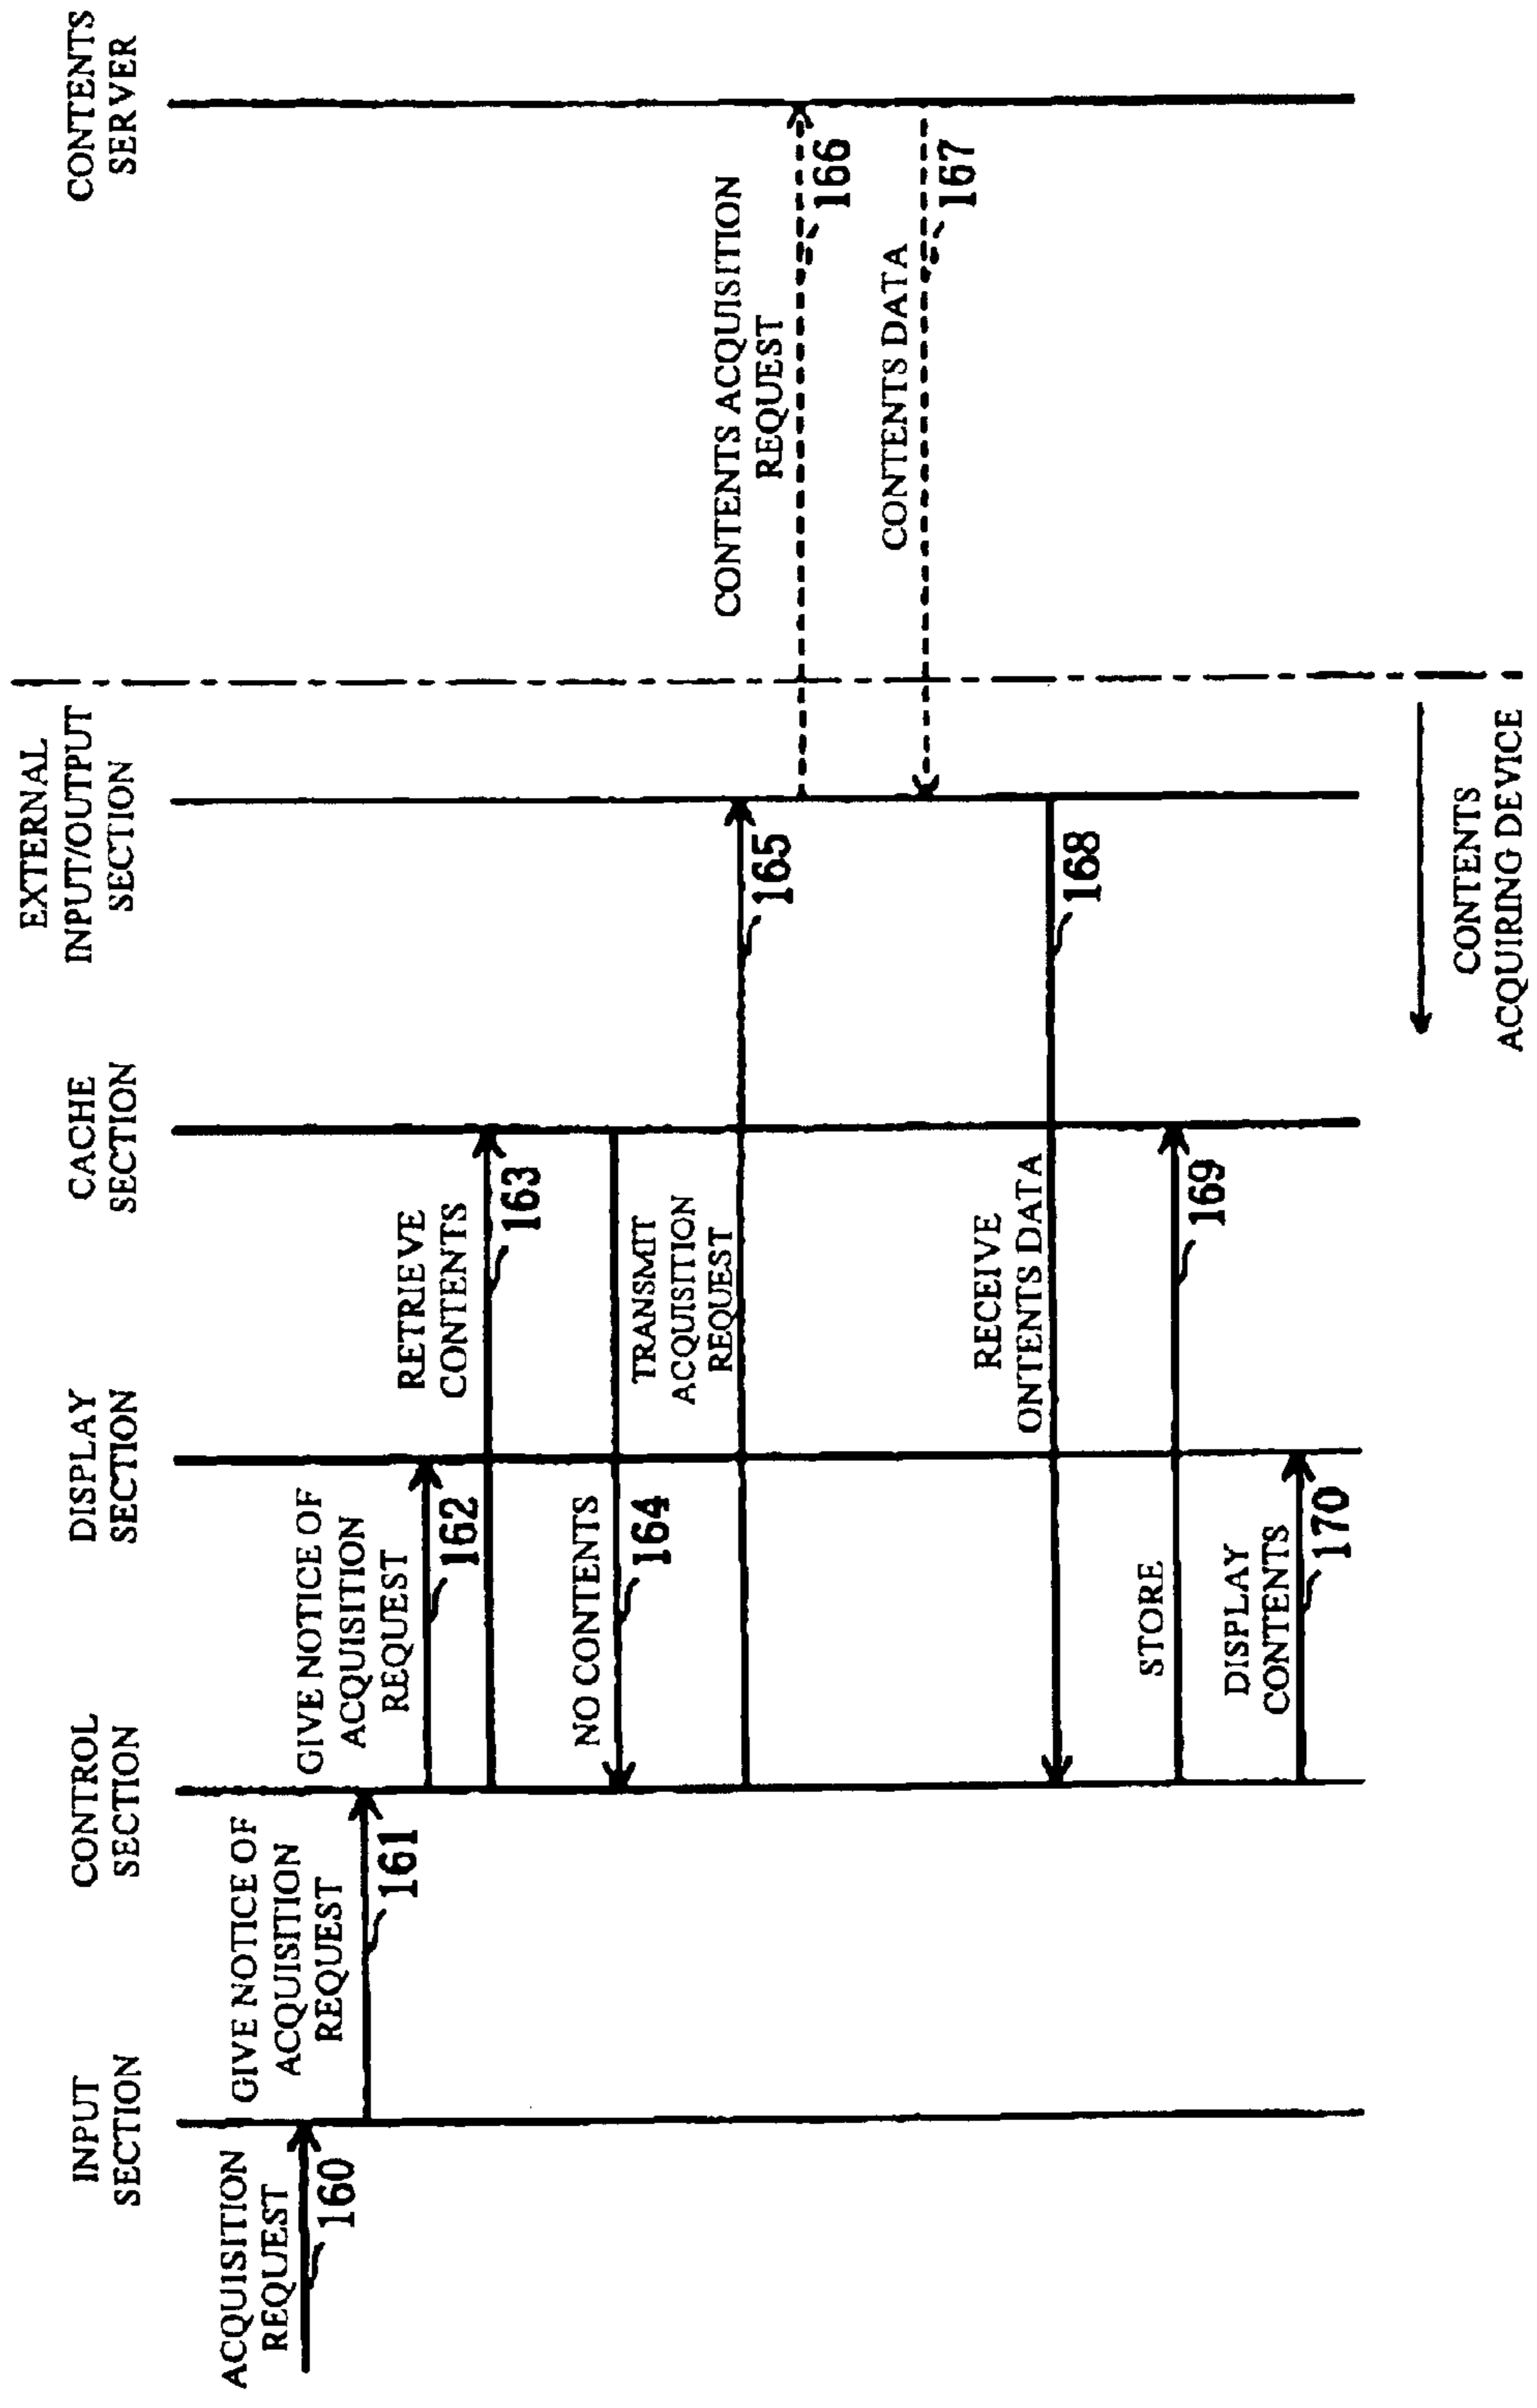 INPUT
SECTION
CONTROL
SECTION
DISPLAY
SECTION
CACHE
SECTION
EXTERNAL
INPUT/OUTPUT
SECTION
CONTENTS
SERVER
ACQUISITION
REQUEST
160
GIVE NOTICE OF
ACQUISITION
REQUEST
161
GIVE NOTICE OF
ACQUISITION
REQUEST
162
RETRIEVE
CONTENTS
163
NO CONTENTS
164
TRANSMIT
ACQUISITION
REQUEST
165
CONTENTS ACQUISITION
REQUEST
166
CONTENTS DATA
167
RECEIVE
ONTENTS DATA
168
STORE
169
DISPLAY
CONTENTS
170
CONTENTS
ACQUIRING DEVICE